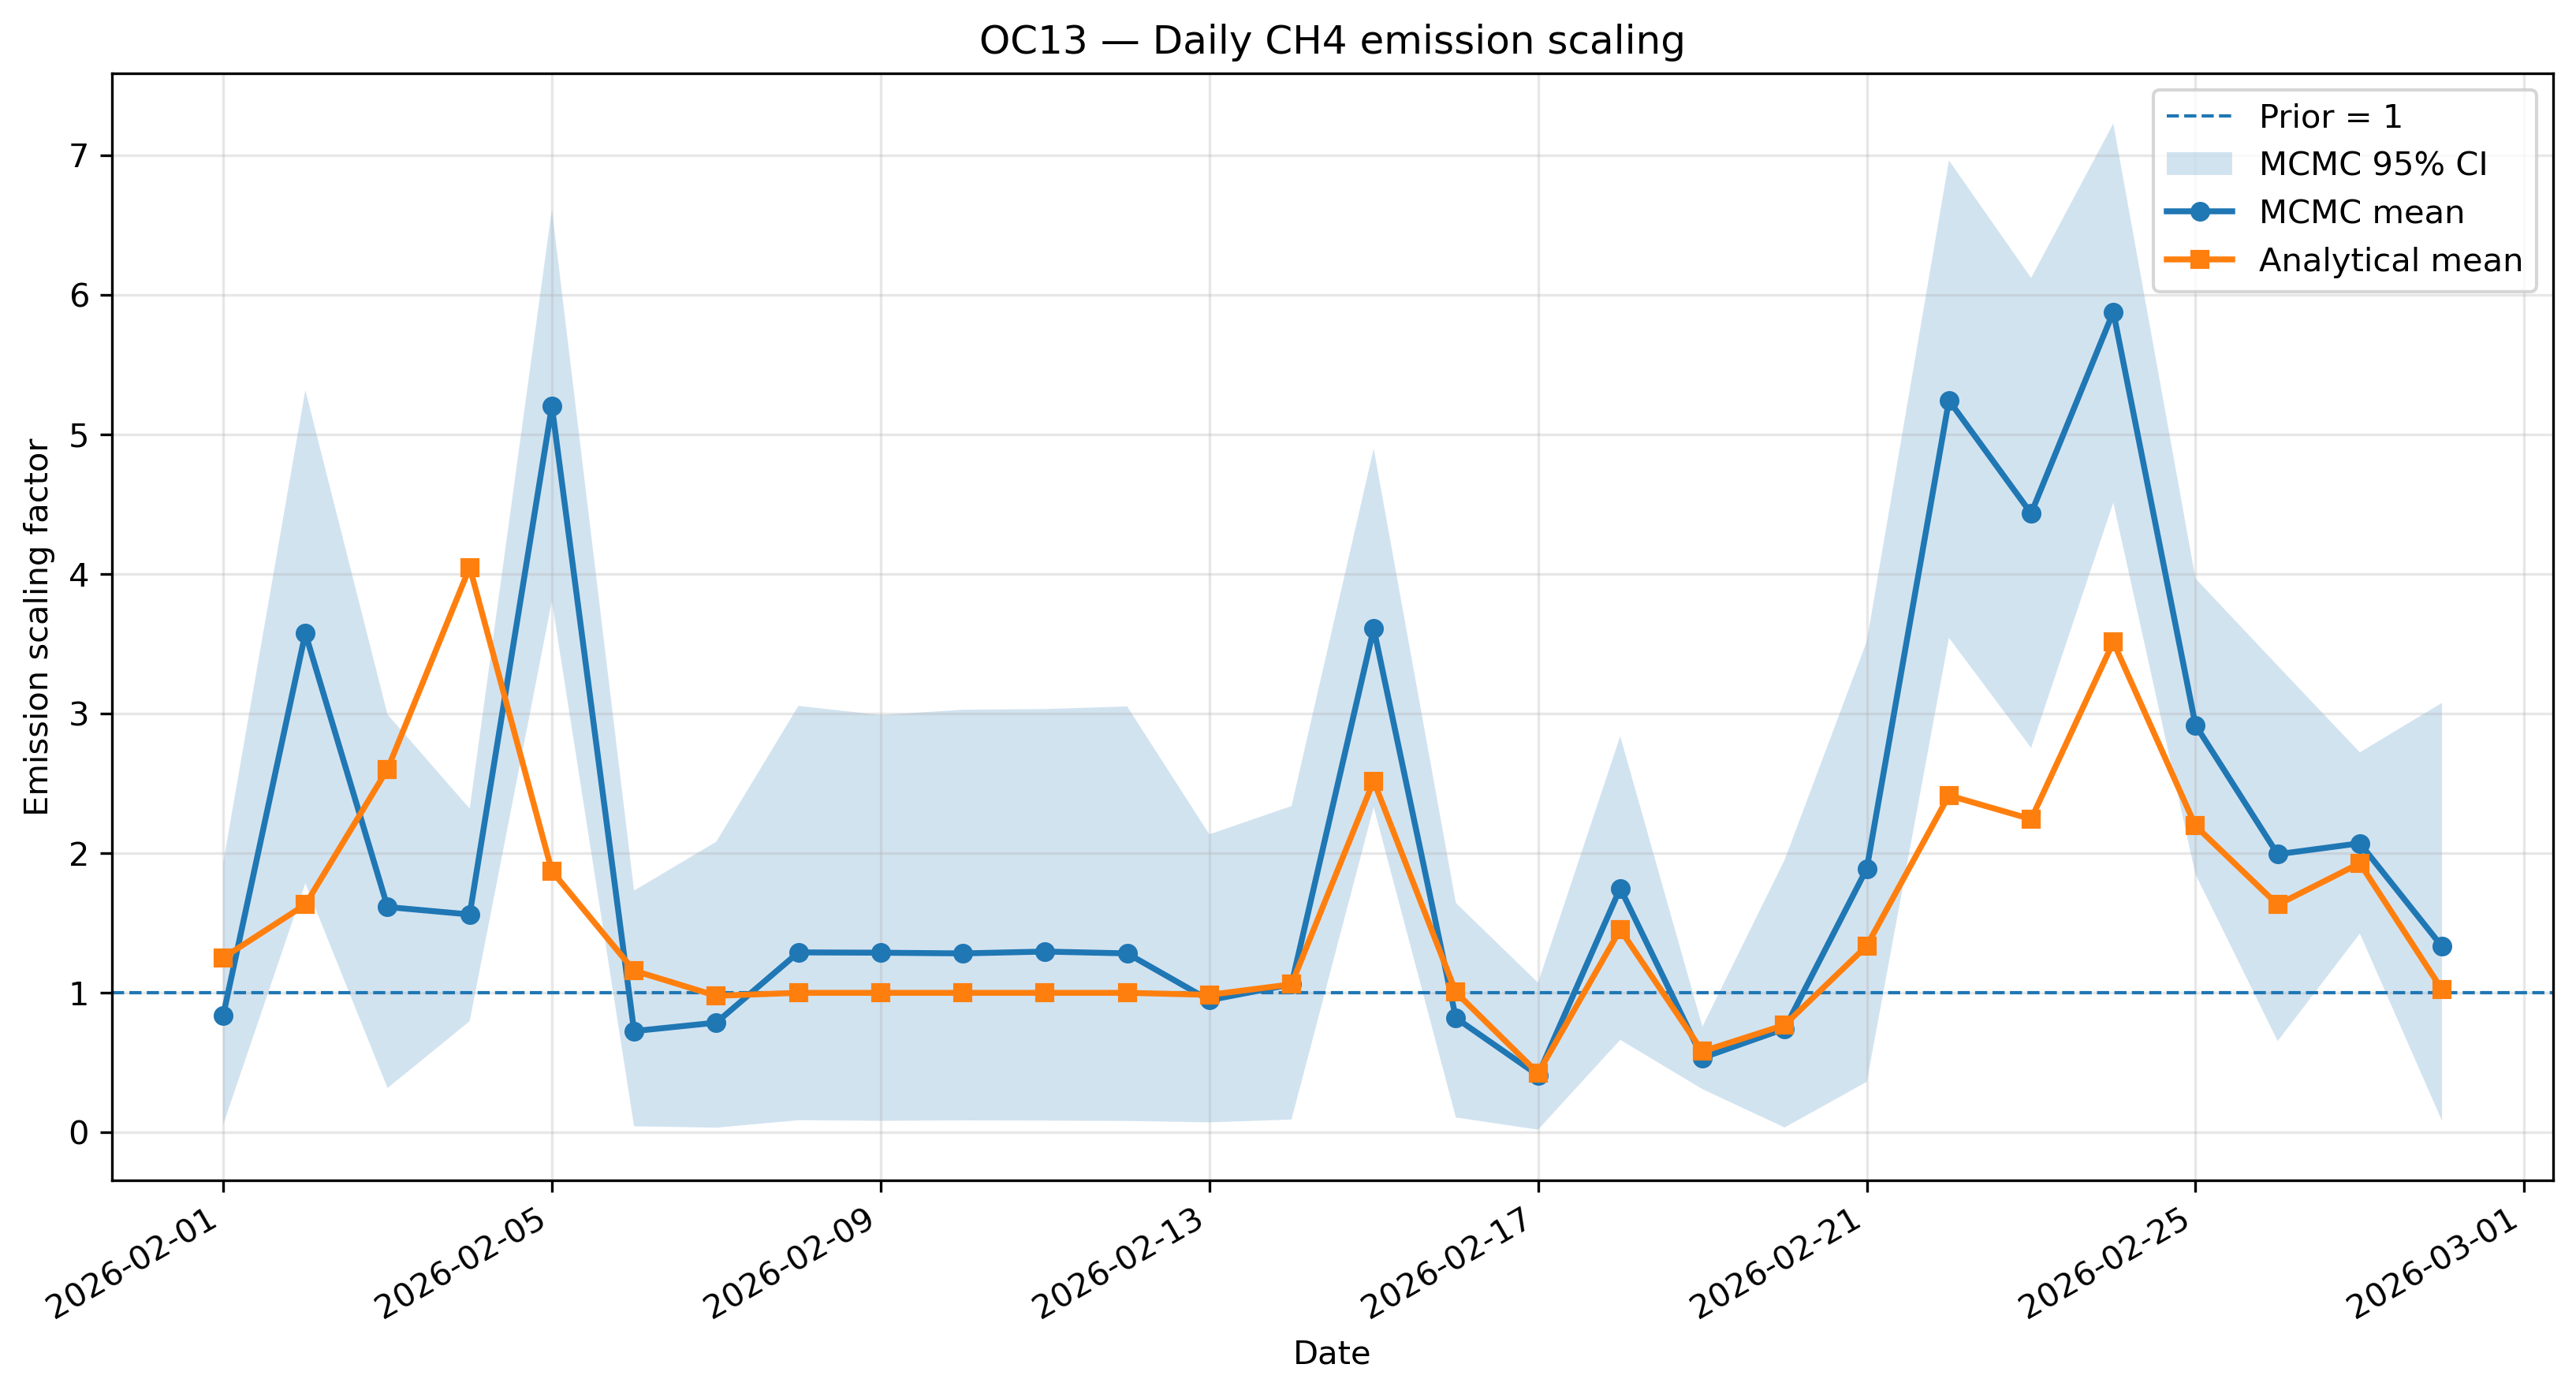 OC13 — Daily CH4 emission scaling
Prior = 1
MCMC 95% CI
MCMC mean
Analytical mean
Emission scaling factor
7
6
5
4
3
2
1
0
2026-02-01
2026-02-05
2026-02-09
2026-02-13
2026-02-17
2026-02-21
2026-02-25
2026-03-01
Date